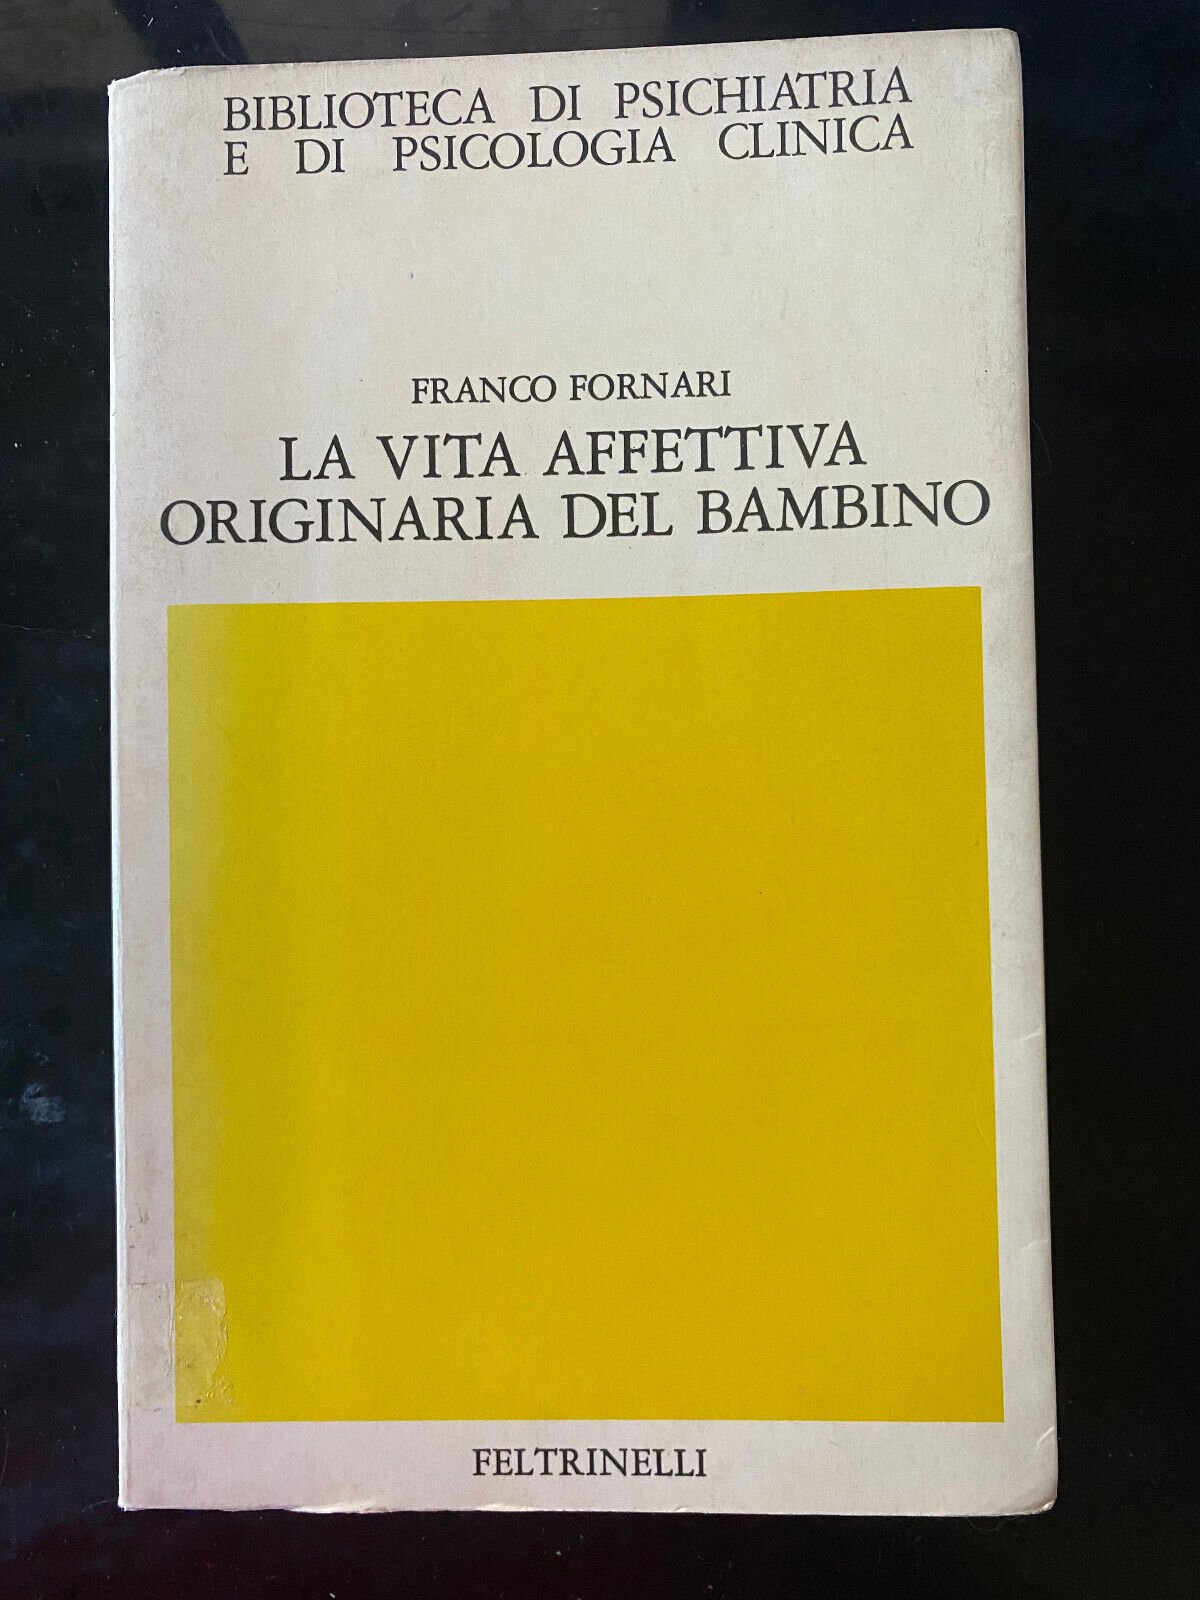 BIBLIOTECA DI PSICHIATRIA
E DI PSICOLOGIA CLINICA
FRANCO FORNARI
LA VITA AFFETTIVA
ORIGINARIA DEL BAMBINO
FELTRINELLI